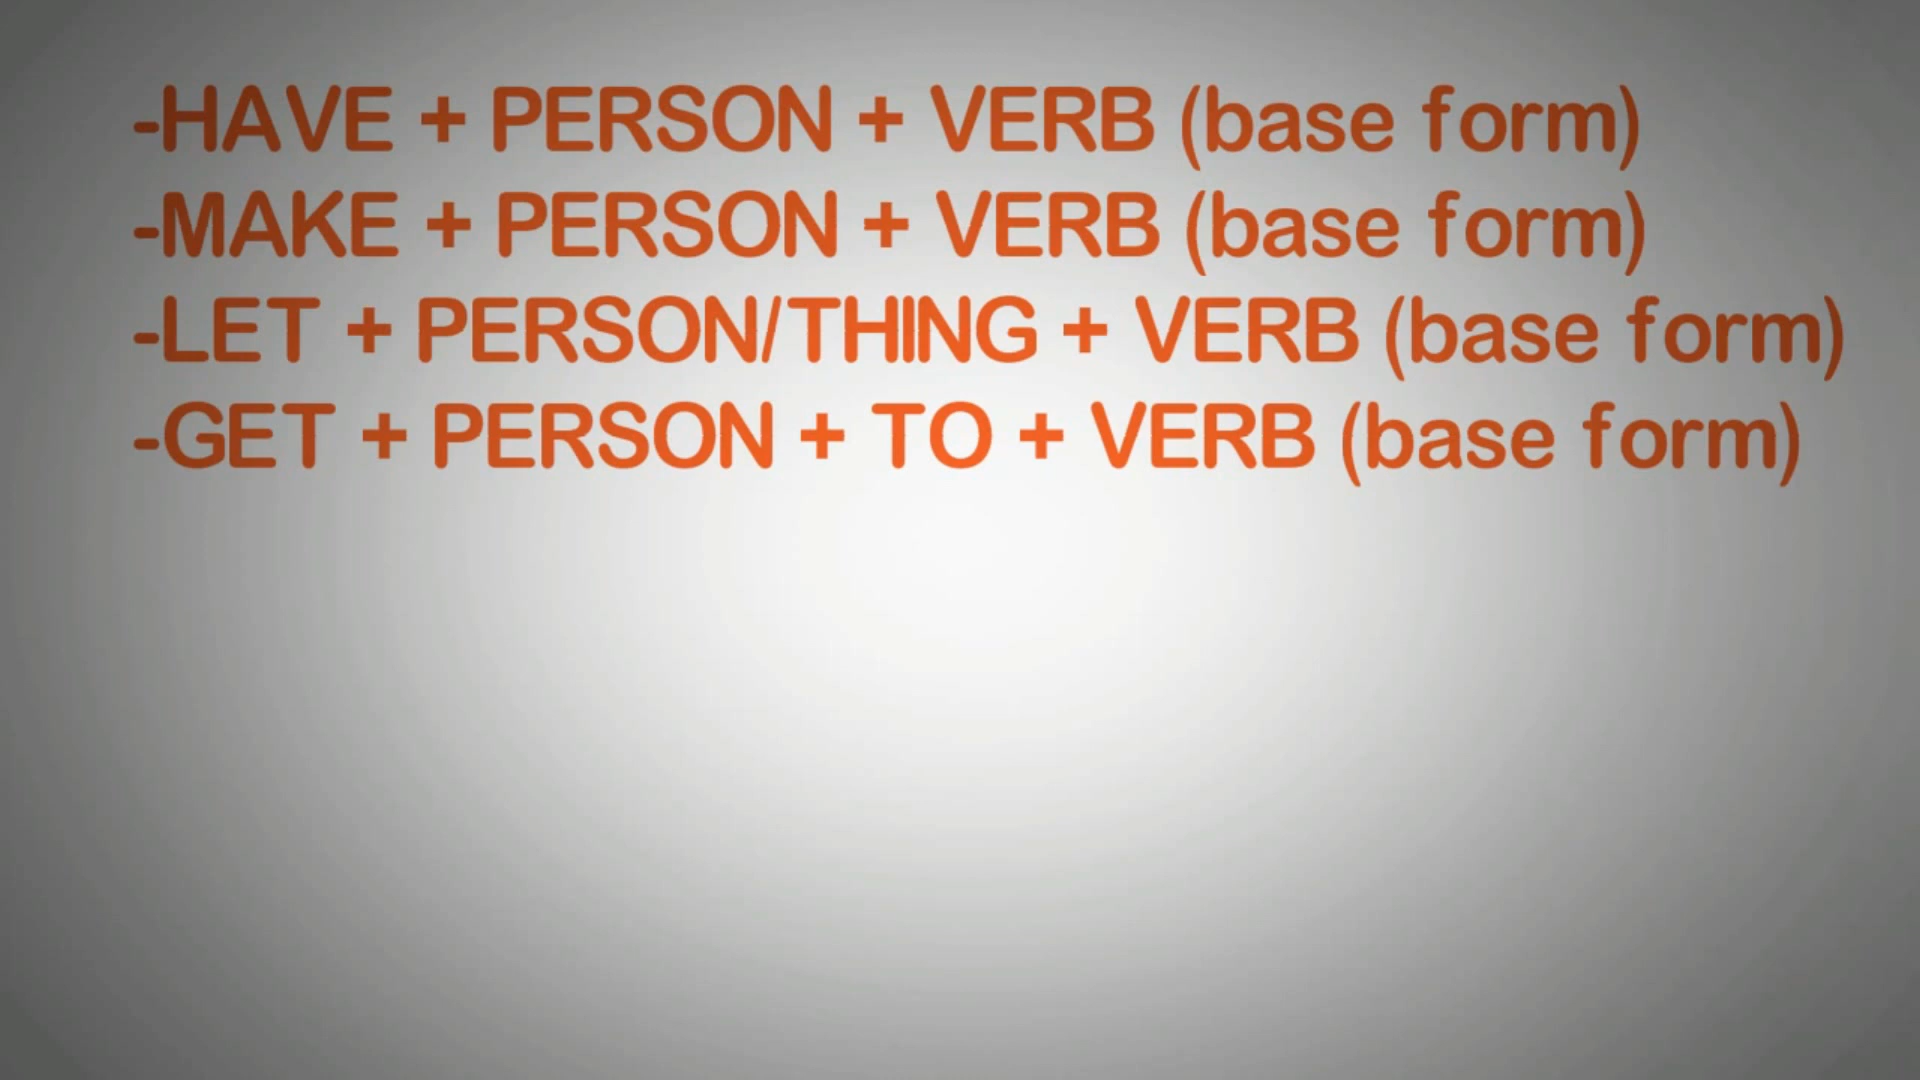 -HAVE + PERSON + VERB (base form)
-MAKE + PERSON + VERB (base form)
-LET + PERSON/THING + VERB (base form)
-GET + PERSON + TO + VERB (base form)